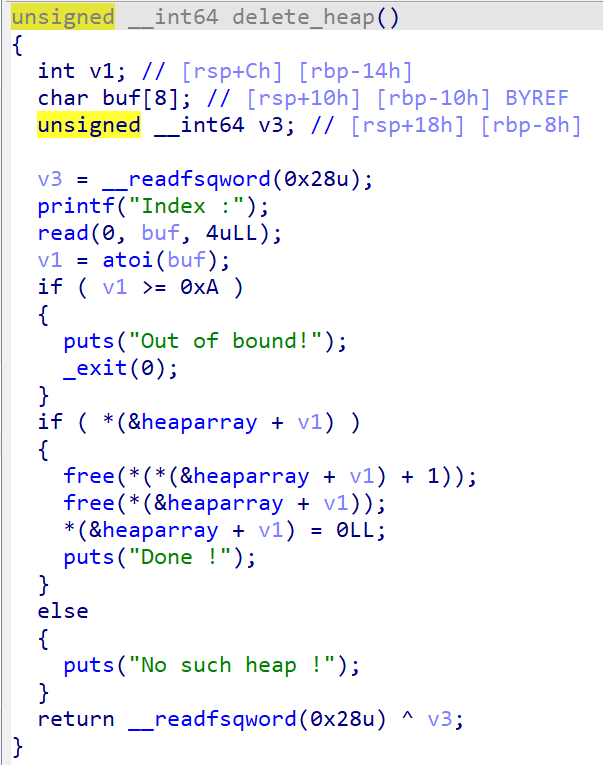 unsigned __int64 delete_heap()
{
  int v1; // [rsp+Ch] [rbp-14h]
  char buf[8]; // [rsp+10h] [rbp-10h] BYREF
  unsigned __int64 v3; // [rsp+18h] [rbp-8h]

  v3 = __readfsqword(0x28u);
  printf("Index :");
  read(0, buf, 4uLL);
  v1 = atoi(buf);
  if ( v1 >= 0xA )
  {
    puts("Out of bound!");
    _exit(0);
  }
  if ( *(&heaparray + v1) )
  {
    free(*(*(&heaparray + v1) + 1));
    free(*(&heaparray + v1));
    *(&heaparray + v1) = 0LL;
    puts("Done !");
  }
  else
  {
    puts("No such heap !");
  }
  return __readfsqword(0x28u) ^ v3;
}